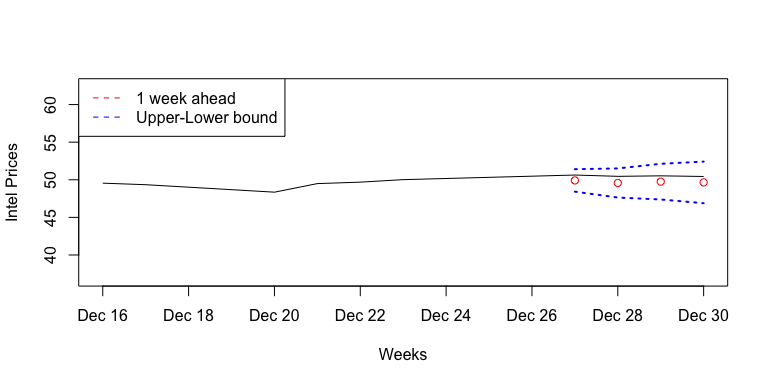 1 week ahead
Upper-Lower bound
60
55
50
45
40
Intel Prices
Dec 16 Dec 18 Dec 20 Dec 22 Dec 24 Dec 26 Dec 28 Dec 30
Weeks